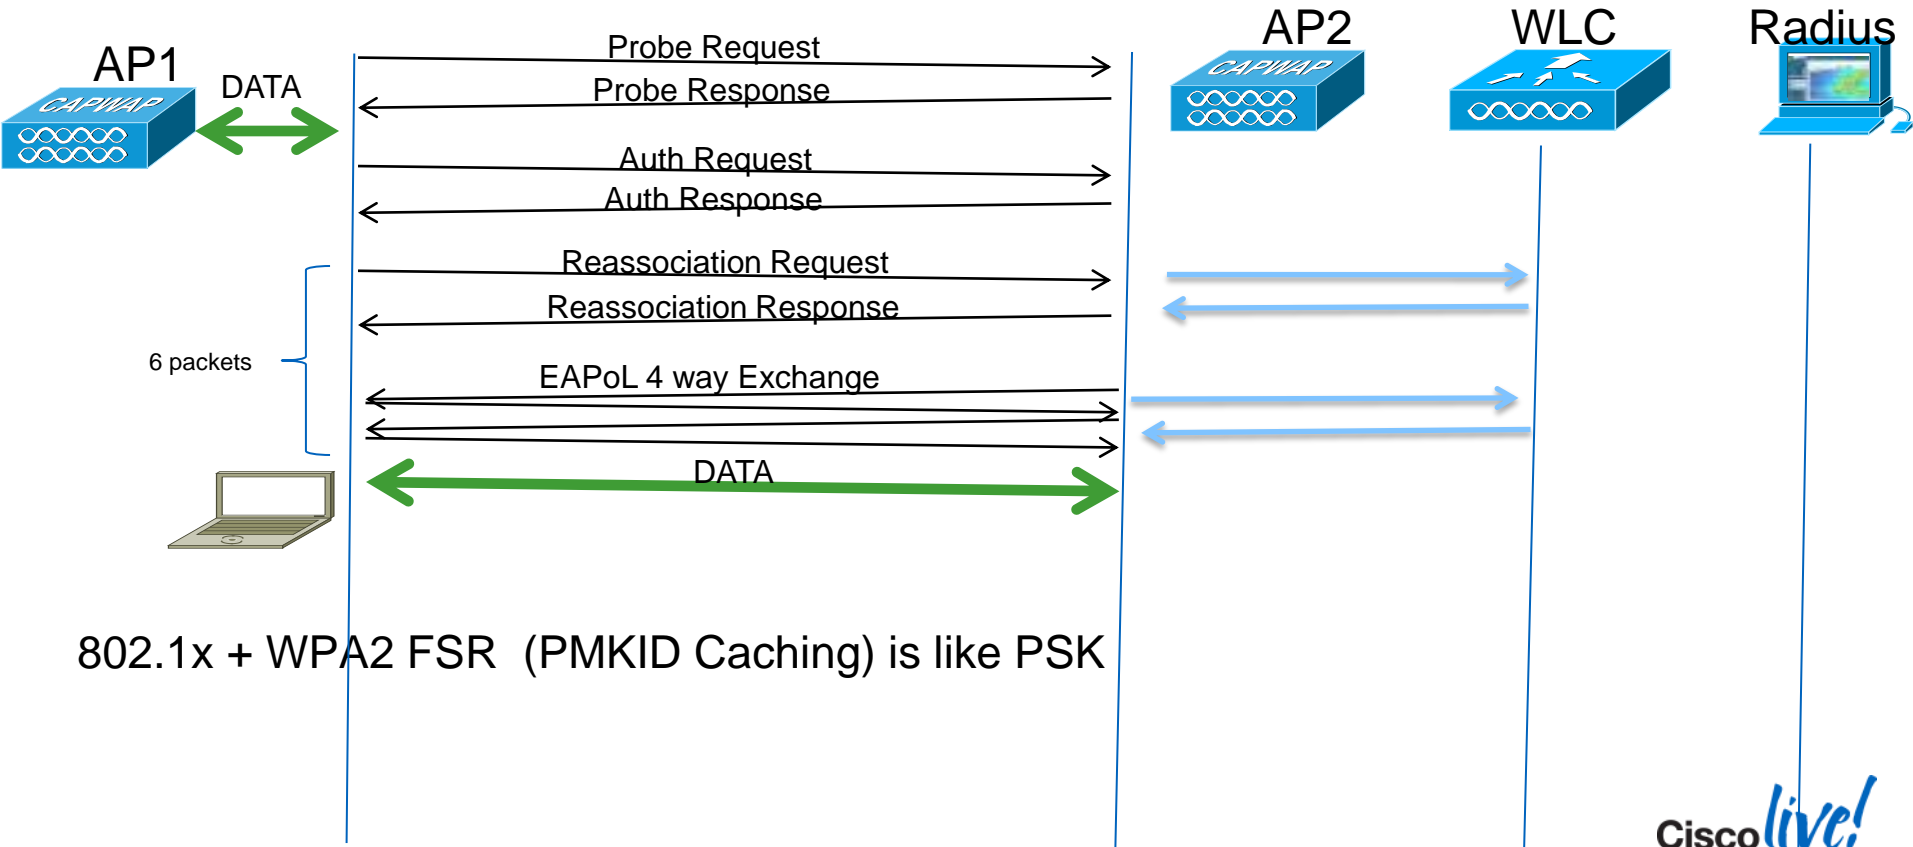 AP1
DATA
CAPWAP
Probe Request
Probe Response
Auth Request
Auth Response
Reassociation Request
Reassociation Response
6 packets
EAPoL 4 way Exchange
DATA
AP2
CAPWAP
WLC
Radius
802.1x + WPA2 FSR (PMKID Caching) is like PSK
Cisco live!